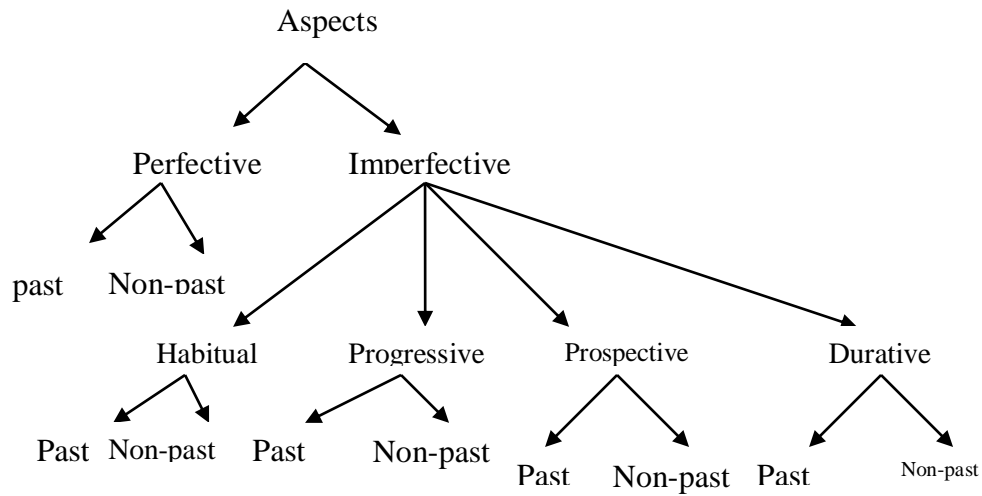 Aspects
Perfective Imperfective
past Non-past
Habitual Progressive Prospective Durative
Past Non-past Past Non-past Past Non-past Past Non-past